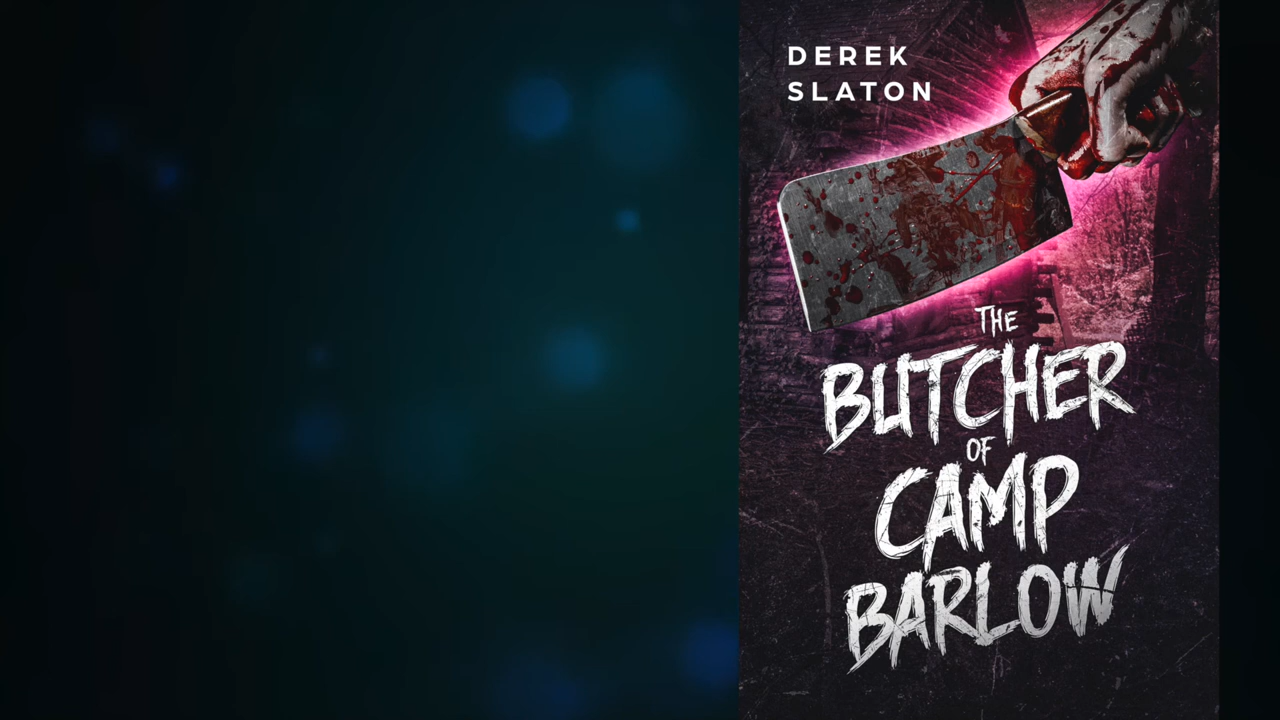 DEREK
SLATON
THE
BUTCHER
OF
CAMP
BARLOW